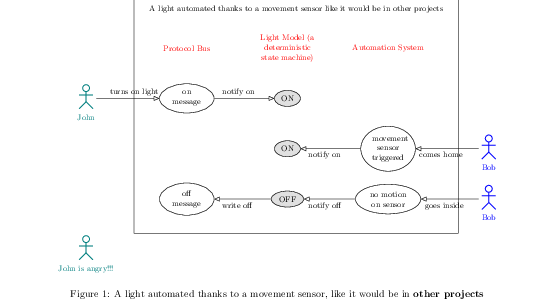 A light automated thanks to a movement sensor like it would be in other projects
Protocol Bus
Light Model (a
deterministic
state machine)
Automation System
John
turns on light
on
message
notify on
ON
ON
notify on
movement
sensor
triggered
comes home
Bob
off
message
write off
OFF
notify off
no motion
on sensor
goes inside
Bob
John is angry!!!
Figure 1: A light automated thanks to a movement sensor, like it would be in other projects